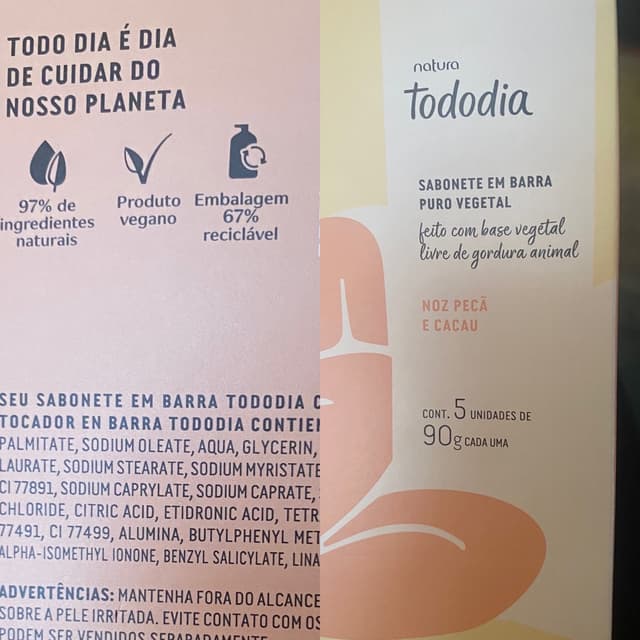 TODO DIA É DIA
DE CUIDAR DO
NOSSO PLANETA
97% de
ingredientes
naturais
Produto
vegano
Embalagem
67%
reciclável
SEU SABONETE EM BARRA TODODIA
TOCADOR EN BARRA TODODIA
PALMITATE, SODIUM OLEATE, AQUA, GLYCERIN,
LAURATE, SODIUM STEARATE, SODIUM MYRISTATE
CI 77891, SODIUM CAPRYLATE, SODIUM CAPRATE,
CHLORIDE, CITRIC ACID, ETIDRONIC ACID,
77491, CI 77499, ALUMINA, BUTYLPHENYL
ALPHA-ISOMETHYL IONONE, BENZYL SALICYLATE,
ADVERTÊNCIAS: MANTENHA FORA DO ALCANCE
SOBRE A PELE IRRITADA. EVITE CONTATO COM OS
PODEM SER VENDIDOS SEPARADAMENTE
natura
tododia
SABONETE EM BARRA
PURO VEGETAL
feito com base vegetal
livre de gordura animal
NOZ PECÃ
E CACAU
CONT. 5 UNIDADES DE
90g CADA UMA